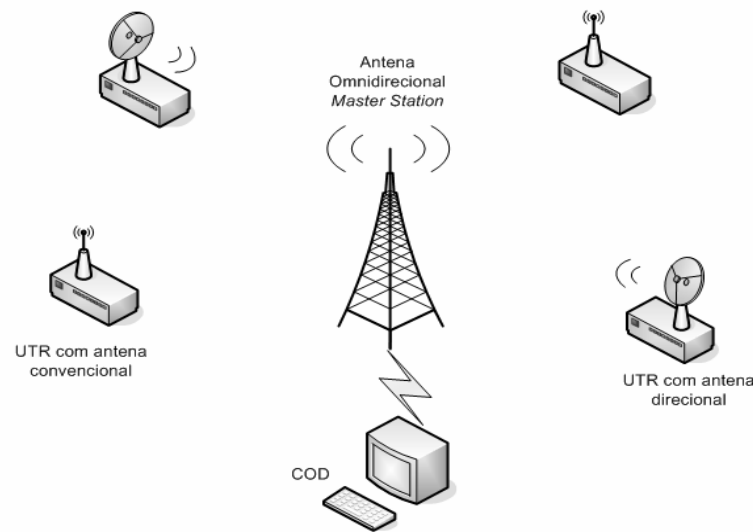 Antena
Omnidirecional
Master Station
UTR com antena
convencional
UTR com antena
direcional
COD